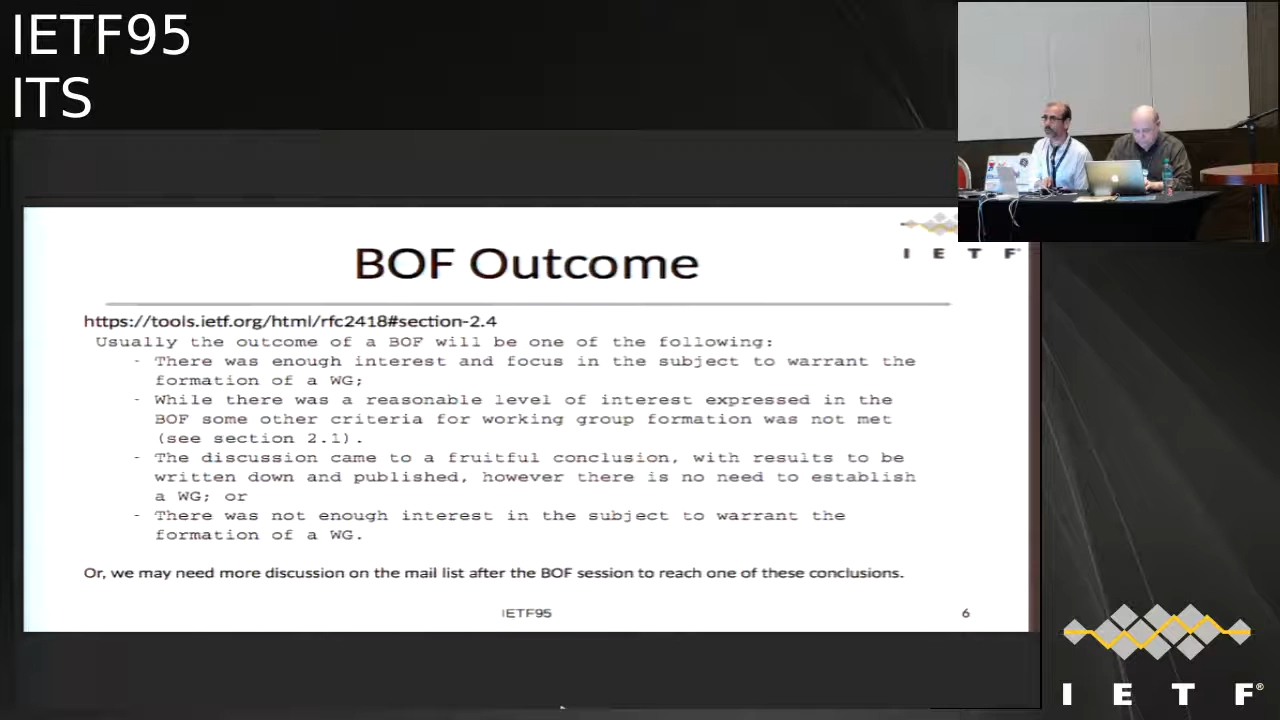 IETF95
ITS
I E T F
BOF Outcome
https://tools.ietf.org/html/rfc2418#section-2.4
Usually the outcome of a BOF will be one of the following:
- There was enough interest and focus in the subject to warrant the
formation of a WG;
- While there was a reasonable level of interest expressed in the
BOF some other criteria for working group formation was not met
(see section 2.1).
- The discussion came to a fruitful conclusion, with results to be
written down and published, however there is no need to establish
a WG; or
- There was not enough interest in the subject to warrant the
formation of a WG.
Or, we may need more discussion on the mail list after the BOF session to reach one of these conclusions.
IETF95 6
I E T F®